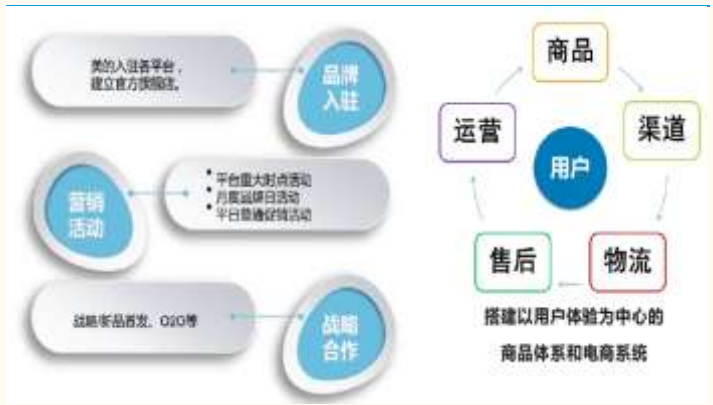 美的入驻各平台，
建立官方旗舰店。
品牌
入驻
营销
活动
• 平台重大时点活动
• 月度品牌日活动
• 平日普通促销活动
战略新品首发、O2O等
战略
合作
商品
渠道
物流
售后
运营
用户
搭建以用户体验为中心的
商品体系和电商系统